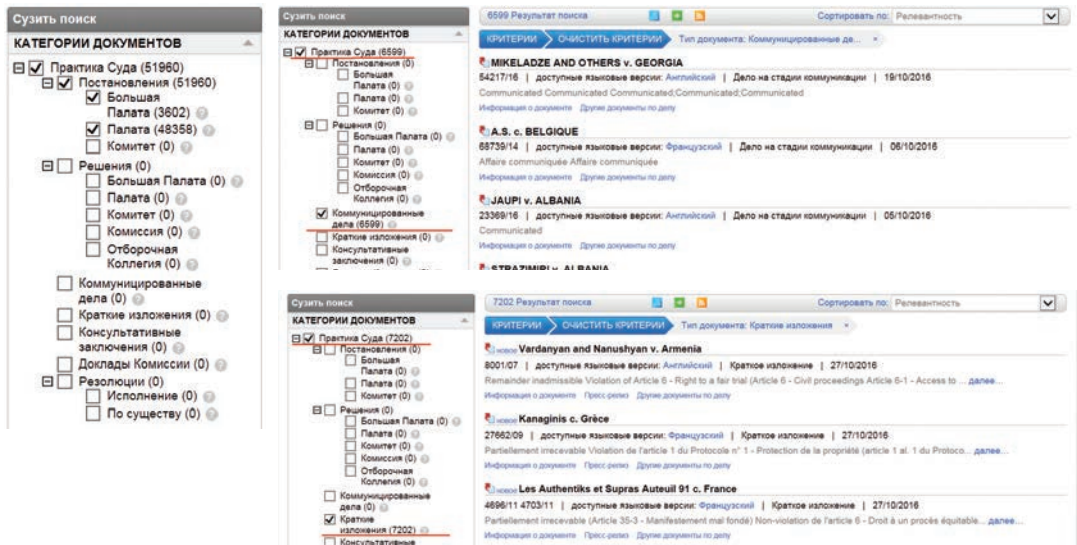 Сузить поиск
КАТЕГОРИИ ДОКУМЕНТОВ
Практика Суда (51960)
Постановления (51960)
Большая
Палата (3602)
Палата (48358)
Комитет (0)
Решения (0)
Большая Палата (0)
Палата (0)
Комитет (0)
Комиссия (0)
Отборочная
Коллегия (0)
Коммуницированные
дела (0)
Краткие изложения (0)
Консультативные
заключения (0)
Доклады Комиссии (0)
Резолюции (0)
Исполнение (0)
По существу (0)
Сузить поиск
КАТЕГОРИИ ДОКУМЕНТОВ
Практика Суда (6599)
Постановления (0)
Большая
Палата (0)
Палата (0)
Комитет (0)
Решения (0)
Большая Палата (0)
Палата (0)
Комитет (0)
Комиссия (0)
Отборочная
Коллегия (0)
Коммуницированные
дела (6599)
Краткие изложения (0)
Консультативные
заключения (0)
6599 Результат поиска Сортировать по: Релевантность
КРИТЕРИИ ОЧИСТИТЬ КРИТЕРИИ Тип документа: Коммуницированные де... ×
MIKELADZE AND OTHERS v. GEORGIA
54217/16 | доступные языковые версии: Английский | Дело на стадии коммуникации | 19/10/2016
Communicated Communicated Communicated;Communicated;Communicated
Информация о документе Другие документы по делу
A.S. c. BELGIQUE
68739/14 | доступные языковые версии: Французский | Дело на стадии коммуникации | 06/10/2016
Affaire communiquée Affaire communiquée
Информация о документе Другие документы по делу
JAUPI v. ALBANIA
23369/16 | доступные языковые версии: Английский | Дело на стадии коммуникации | 05/10/2016
Communicated
Информация о документе Другие документы по делу
STRAZIMIRI v. ALBANIA
Сузить поиск
КАТЕГОРИИ ДОКУМЕНТОВ
Практика Суда (7202)
Постановления (0)
Большая
Палата (0)
Палата (0)
Комитет (0)
Решения (0)
Большая Палата (0)
Палата (0)
Комитет (0)
Комиссия (0)
Отборочная
Коллегия (0)
Коммуницированные
дела (0)
Краткие
изложения (7202)
Консультативные
7202 Результат поиска Сортировать по: Релевантность
КРИТЕРИИ ОЧИСТИТЬ КРИТЕРИИ Тип документа: Краткие изложения ×
новое Vardanyan and Nanushyan v. Armenia
8001/07 | доступные языковые версии: Английский | Краткое изложение | 27/10/2016
Remainder inadmissible Violation of Article 6 - Right to a fair trial (Article 6 - Civil proceedings Article 6-1 - Access to ... далее...
Информация о документе Пресс-релиз Другие документы по делу
новое Kanaginis c. Grèce
27662/09 | доступные языковые версии: Французский | Краткое изложение | 27/10/2016
Partiellement irrecevable Violation de l'article 1 du Protocole n° 1 - Protection de la propriété (article 1 al. 1 du Protoco... далее...
Информация о документе Пресс-релиз Другие документы по делу
новое Les Authentiks et Supras Auteuil 91 c. France
4696/11 4703/11 | доступные языковые версии: Французский | Краткое изложение | 27/10/2016
Partiellement irrecevable (Article 35-3 - Manifestement mal fondé) Non-violation de l'article 6 - Droit à un procès équitable... далее...
Информация о документе Пресс-релиз Другие документы по делу